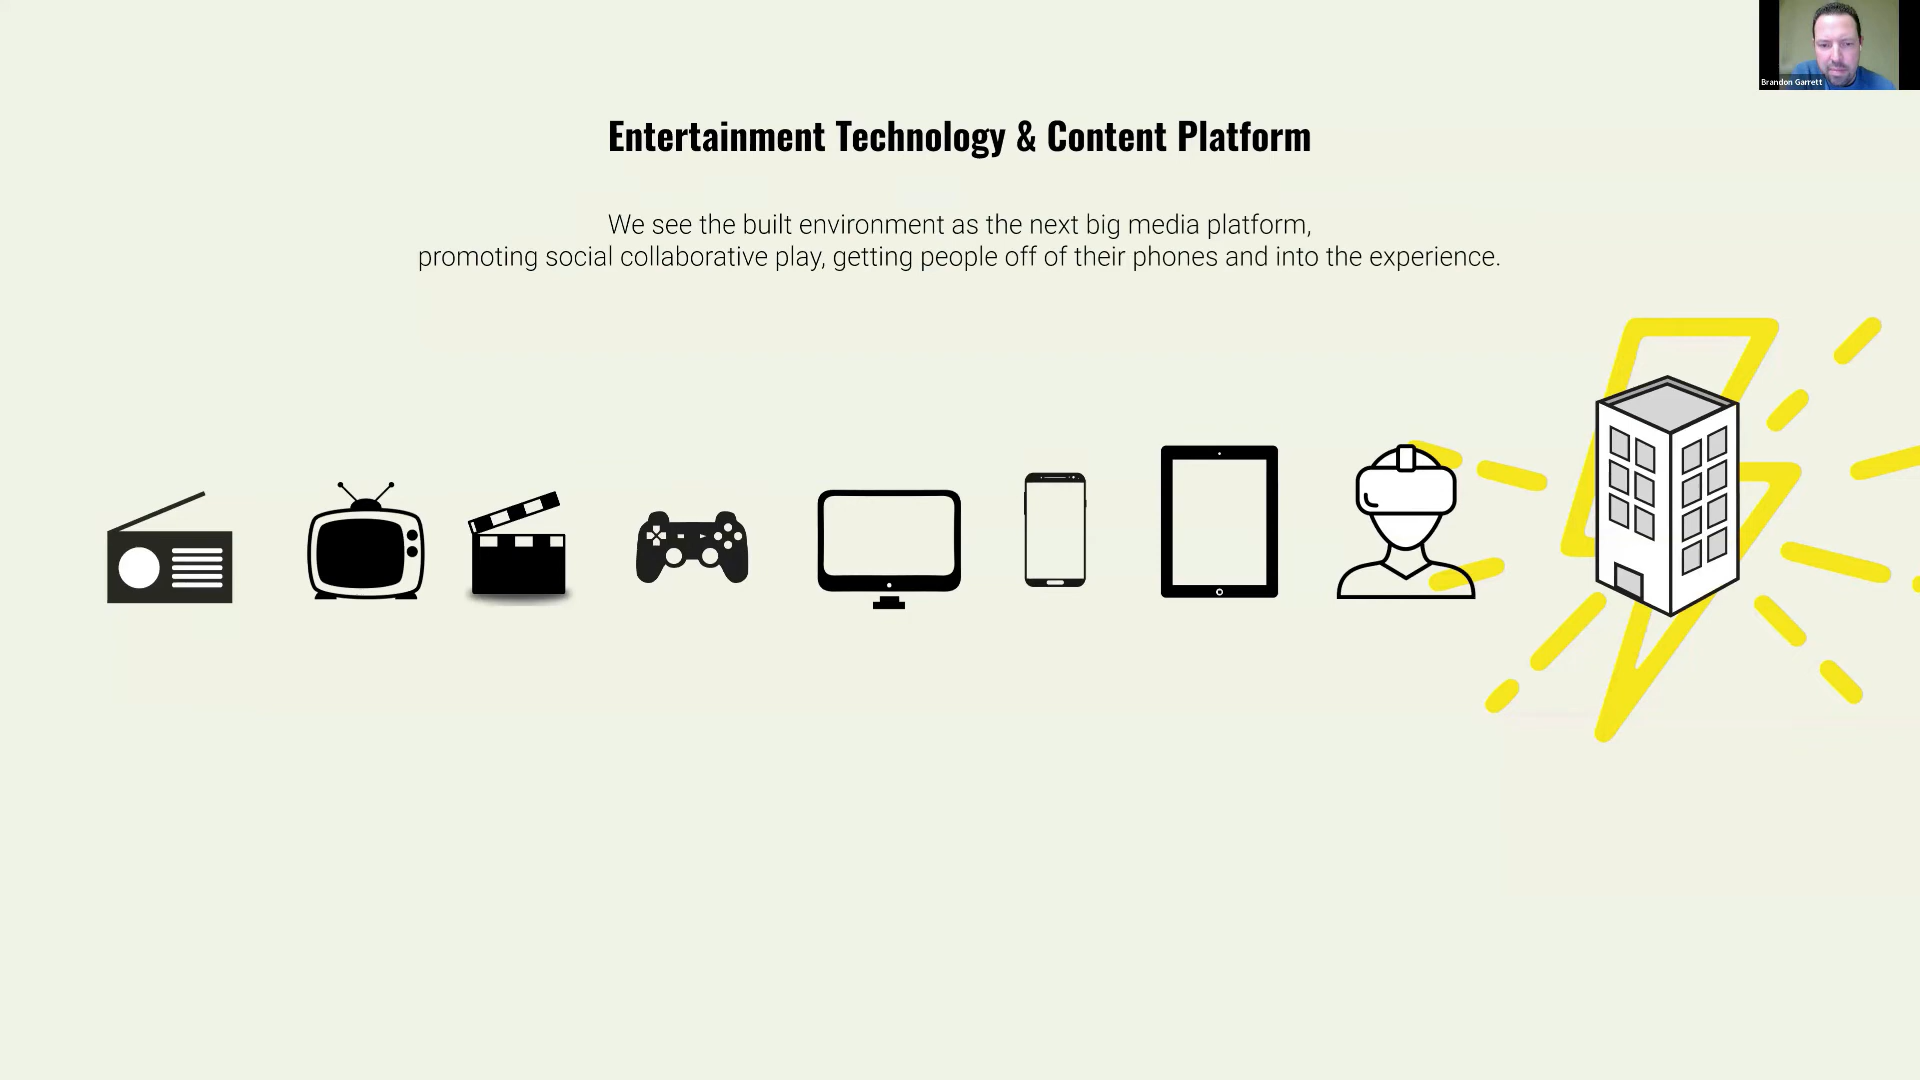 Brandon Garrett
Entertainment Technology & Content Platform
We see the built environment as the next big media platform,
promoting social collaborative play, getting people off of their phones and into the experience.